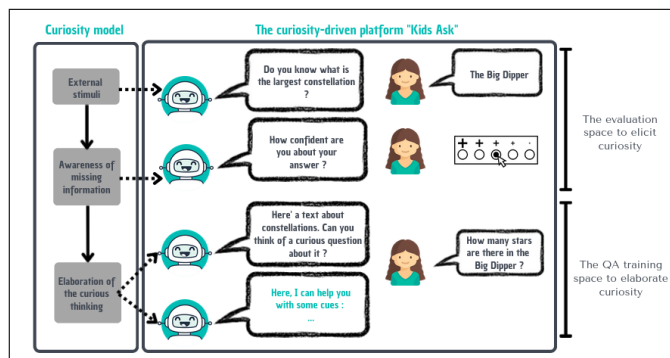 Curiosity model
The curiosity-driven platform "Kids Ask"
External
stimuli
Do you know what is
the largest constellation
?
The Big Dipper
Awareness of
missing
information
How confident are
you about your
answer ?
The evaluation
space to elicit
curiosity
Elaboration of
the curious
thinking
Here' a text about
constellations. Can you
think of a curious question
about it ?
How many stars
are there in the
Big Dipper ?
Here, I can help you
with some cues :
...
The QA training
space to elaborate
curiosity